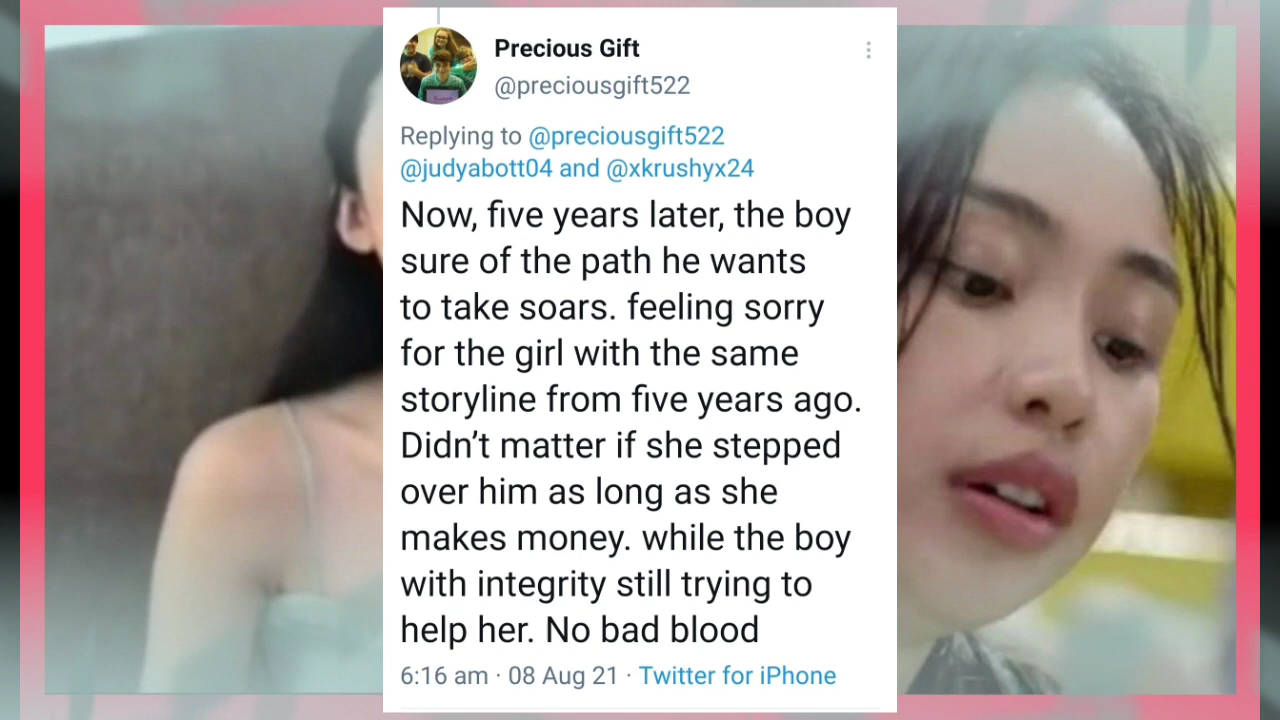 Precious Gift
@preciousgift522
Replying to @preciousgift522
@judyabott04 and @xkrushyx24
Now, five years later, the boy
sure of the path he wants
to take soars. feeling sorry
for the girl with the same
storyline from five years ago.
Didn’t matter if she stepped
over him as long as she
makes money. while the boy
with integrity still trying to
help her. No bad blood
6:16 am · 08 Aug 21 · Twitter for iPhone